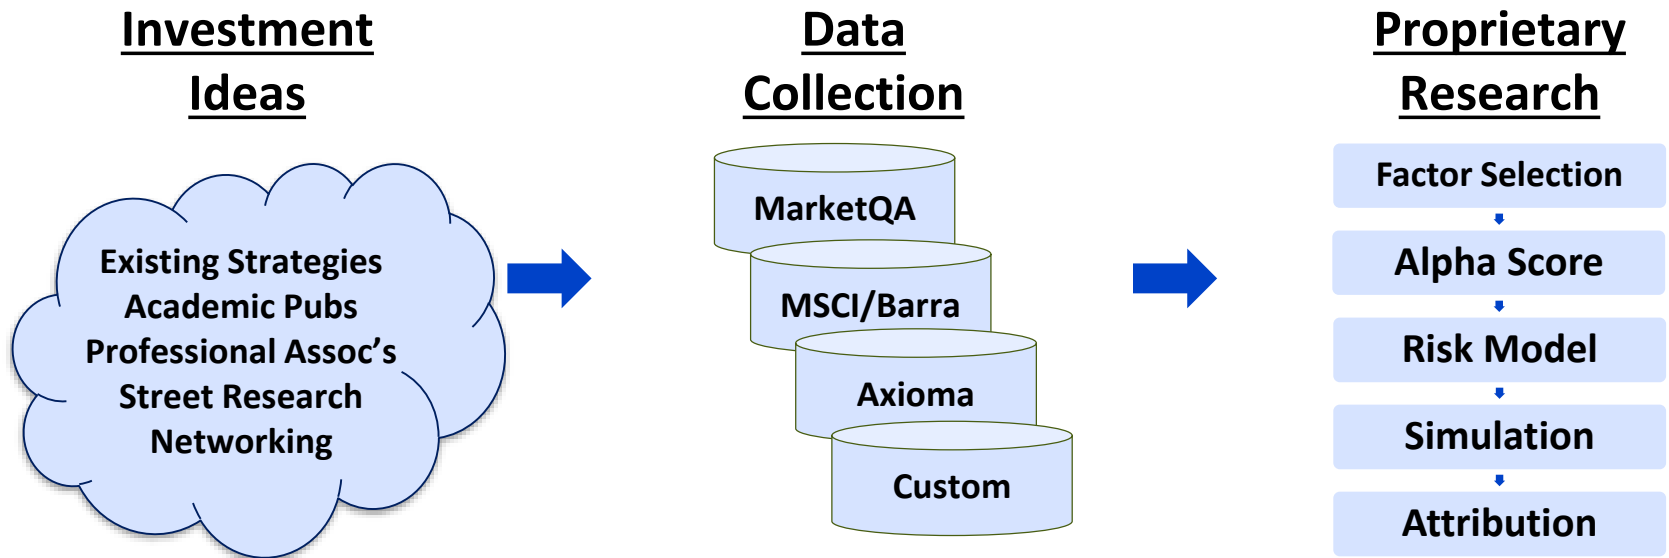 Investment
Ideas
Existing Strategies
Academic Pubs
Professional Assoc’s
Street Research
Networking
Data
Collection
MarketQA
MSCI/Barra
Axioma
Custom
Proprietary
Research
Factor Selection
Alpha Score
Risk Model
Simulation
Attribution